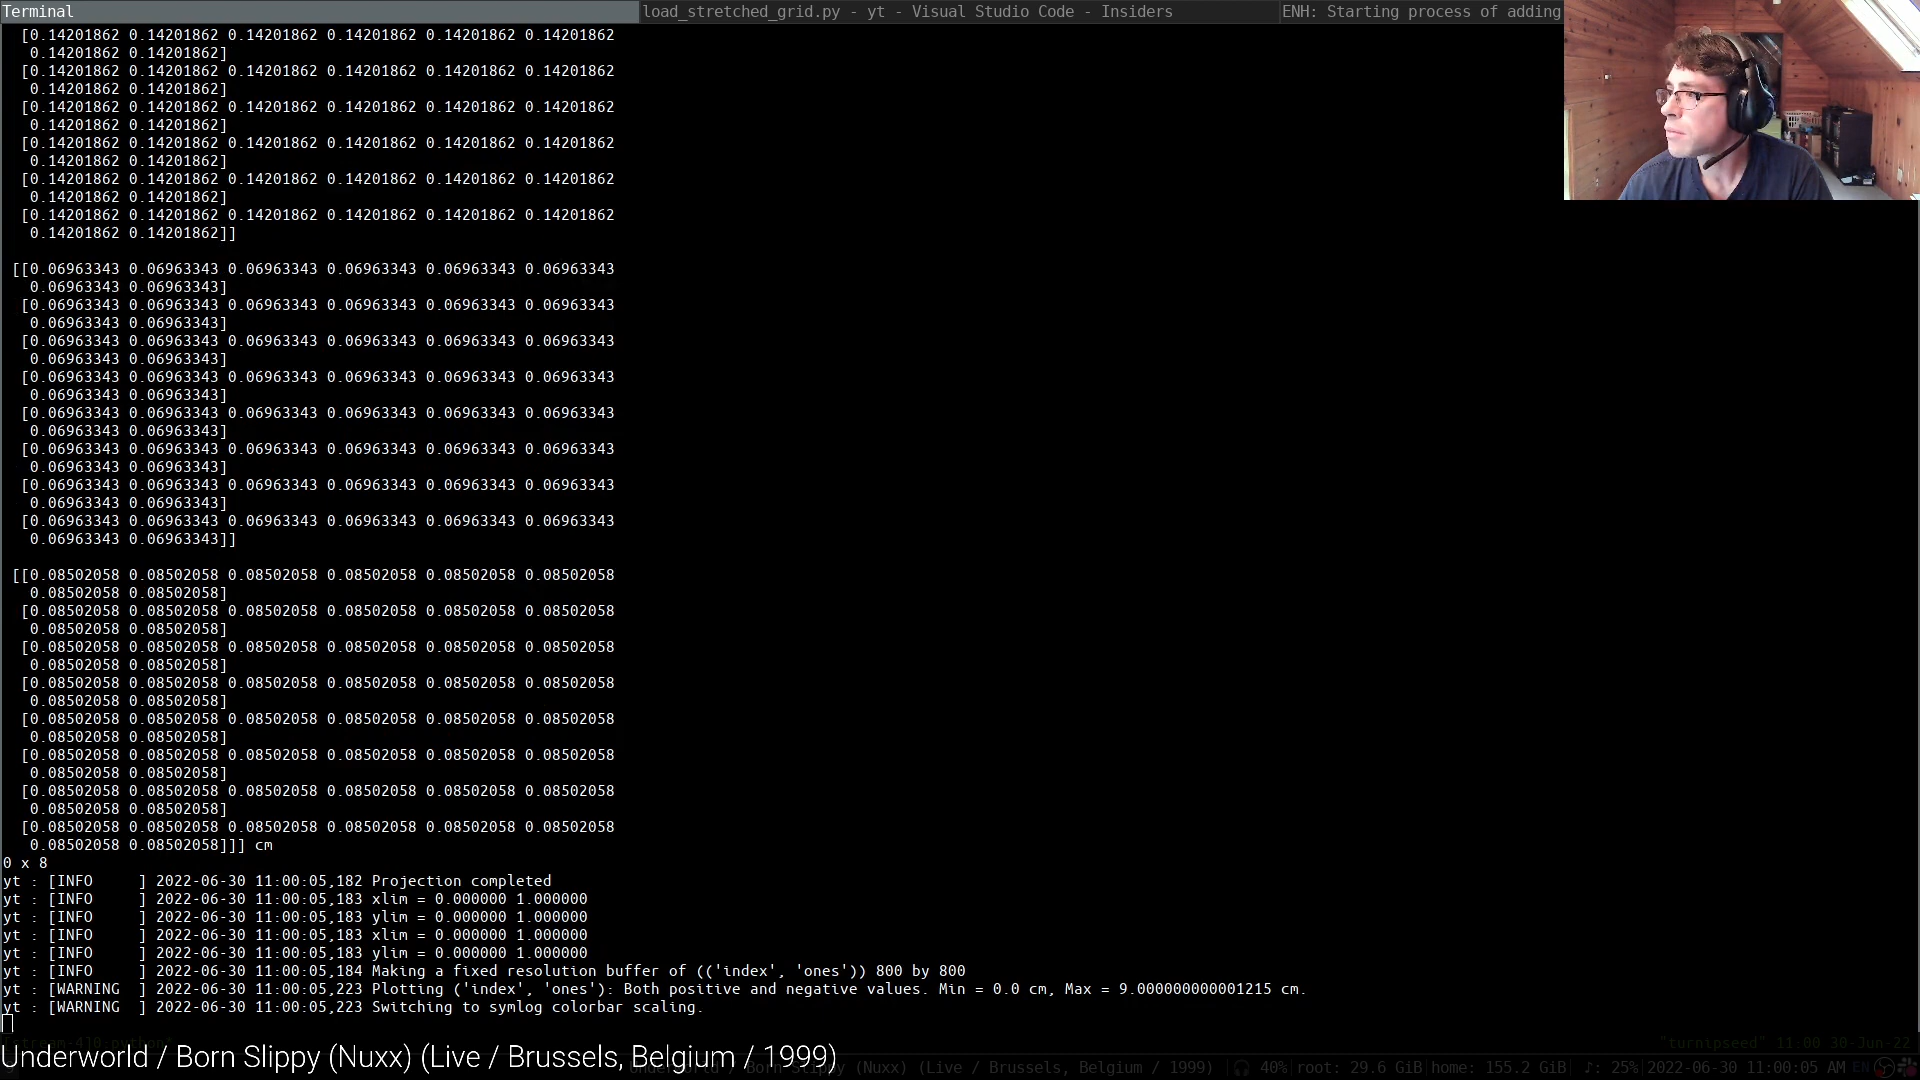 Terminal
load_stretched_grid.py - yt - Visual Studio Code - Insiders
ENH: Starting process of adding
[0.14201862 0.14201862 0.14201862 0.14201862 0.14201862 0.14201862
0.14201862 0.14201862]
[0.14201862 0.14201862 0.14201862 0.14201862 0.14201862 0.14201862
0.14201862 0.14201862]
[0.14201862 0.14201862 0.14201862 0.14201862 0.14201862 0.14201862
0.14201862 0.14201862]
[0.14201862 0.14201862 0.14201862 0.14201862 0.14201862 0.14201862
0.14201862 0.14201862]
[0.14201862 0.14201862 0.14201862 0.14201862 0.14201862 0.14201862
0.14201862 0.14201862]
[0.14201862 0.14201862 0.14201862 0.14201862 0.14201862 0.14201862
0.14201862 0.14201862]]
[[0.06963343 0.06963343 0.06963343 0.06963343 0.06963343 0.06963343
0.06963343 0.06963343]
[0.06963343 0.06963343 0.06963343 0.06963343 0.06963343 0.06963343
0.06963343 0.06963343]
[0.06963343 0.06963343 0.06963343 0.06963343 0.06963343 0.06963343
0.06963343 0.06963343]
[0.06963343 0.06963343 0.06963343 0.06963343 0.06963343 0.06963343
0.06963343 0.06963343]
[0.06963343 0.06963343 0.06963343 0.06963343 0.06963343 0.06963343
0.06963343 0.06963343]
[0.06963343 0.06963343 0.06963343 0.06963343 0.06963343 0.06963343
0.06963343 0.06963343]
[0.06963343 0.06963343 0.06963343 0.06963343 0.06963343 0.06963343
0.06963343 0.06963343]
[0.06963343 0.06963343 0.06963343 0.06963343 0.06963343 0.06963343
0.06963343 0.06963343]]
[[0.08502058 0.08502058 0.08502058 0.08502058 0.08502058 0.08502058
0.08502058 0.08502058]
[0.08502058 0.08502058 0.08502058 0.08502058 0.08502058 0.08502058
0.08502058 0.08502058]
[0.08502058 0.08502058 0.08502058 0.08502058 0.08502058 0.08502058
0.08502058 0.08502058]
[0.08502058 0.08502058 0.08502058 0.08502058 0.08502058 0.08502058
0.08502058 0.08502058]
[0.08502058 0.08502058 0.08502058 0.08502058 0.08502058 0.08502058
0.08502058 0.08502058]
[0.08502058 0.08502058 0.08502058 0.08502058 0.08502058 0.08502058
0.08502058 0.08502058]
[0.08502058 0.08502058 0.08502058 0.08502058 0.08502058 0.08502058
0.08502058 0.08502058]
[0.08502058 0.08502058 0.08502058 0.08502058 0.08502058 0.08502058
0.08502058 0.08502058]]] cm
0 x 8
yt : [INFO     ] 2022-06-30 11:00:05,182 Projection completed
yt : [INFO     ] 2022-06-30 11:00:05,183 xlim = 0.000000 1.000000
yt : [INFO     ] 2022-06-30 11:00:05,183 ylim = 0.000000 1.000000
yt : [INFO     ] 2022-06-30 11:00:05,183 xlim = 0.000000 1.000000
yt : [INFO     ] 2022-06-30 11:00:05,183 ylim = 0.000000 1.000000
yt : [INFO     ] 2022-06-30 11:00:05,184 Making a fixed resolution buffer of (('index', 'ones')) 800 by 800
yt : [WARNING  ] 2022-06-30 11:00:05,223 Plotting ('index', 'ones'): Both positive and negative values. Min = 0.0 cm, Max = 9.000000000001215 cm.
yt : [WARNING  ] 2022-06-30 11:00:05,223 Switching to symlog colorbar scaling.
"turnipseed" 11:00 30-Jun-22
Underworld / Born Slippy (Nuxx) (Live / Brussels, Belgium / 1999)
(Nuxx) (Live / Brussels, Belgium / 1999) 40% root: 29.6 GiB home: 155.2 GiB ♪: 25% 2022-06-30 11:00:05 AM EN